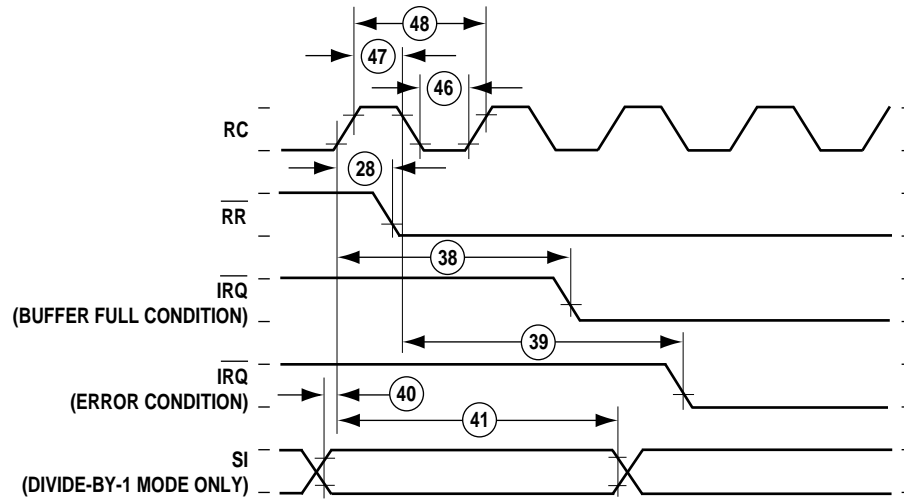 48
47
46
RC
28
RR
38
IRQ
(BUFFER FULL CONDITION)
39
IRQ
(ERROR CONDITION)
40
41
SI
(DIVIDE-BY-1 MODE ONLY)